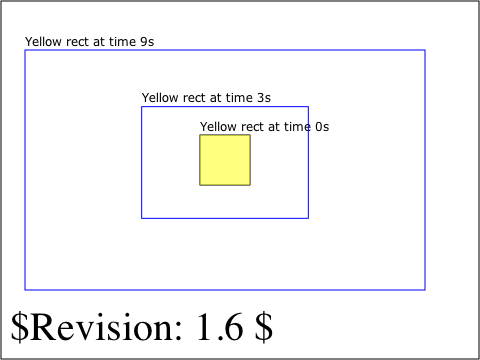 Yellow rect at time 9s
Yellow rect at time 3s
Yellow rect at time 0s
$Revision: 1.6 $